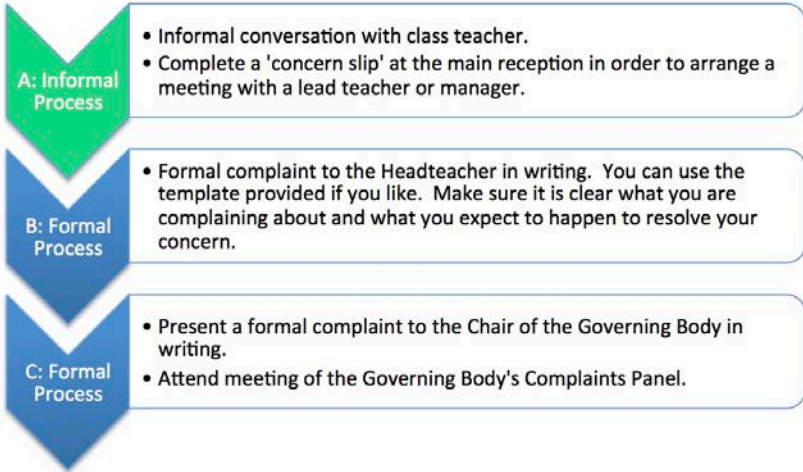 A: Informal
Process
• Informal conversation with class teacher.
• Complete a 'concern slip' at the main reception in order to arrange a
meeting with a lead teacher or manager.
B: Formal
Process
• Formal complaint to the Headteacher in writing.  You can use the
template provided if you like.  Make sure it is clear what you are
complaining about and what you expect to happen to resolve your
concern.
C: Formal
Process
• Present a formal complaint to the Chair of the Governing Body in
writing.
• Attend meeting of the Governing Body's Complaints Panel.